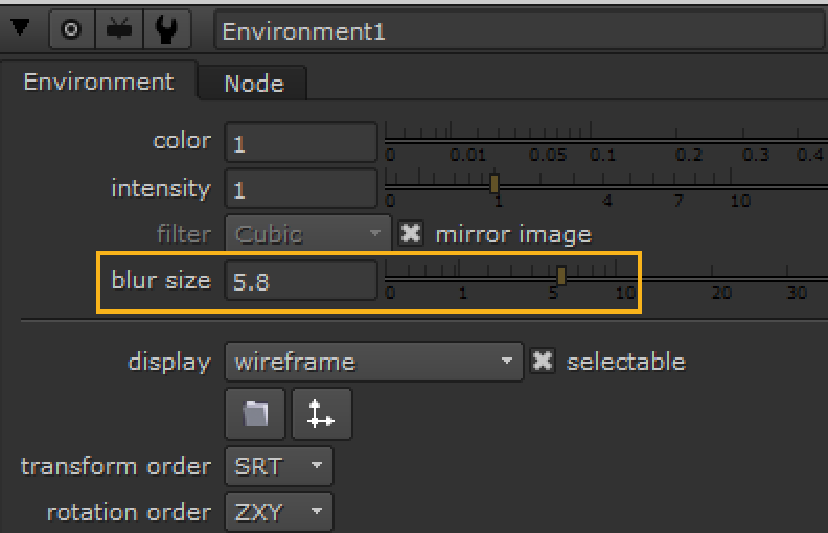 Environment1
Environment Node
color 1 0 0.01 0.05 0.1 0.2 0.3 0.4
intensity 1 0 1 4 7 10
filter Cubic mirror image
blur size 5.8 0 1 5 10 20 30
display wireframe selectable
transform order SRT
rotation order ZXY